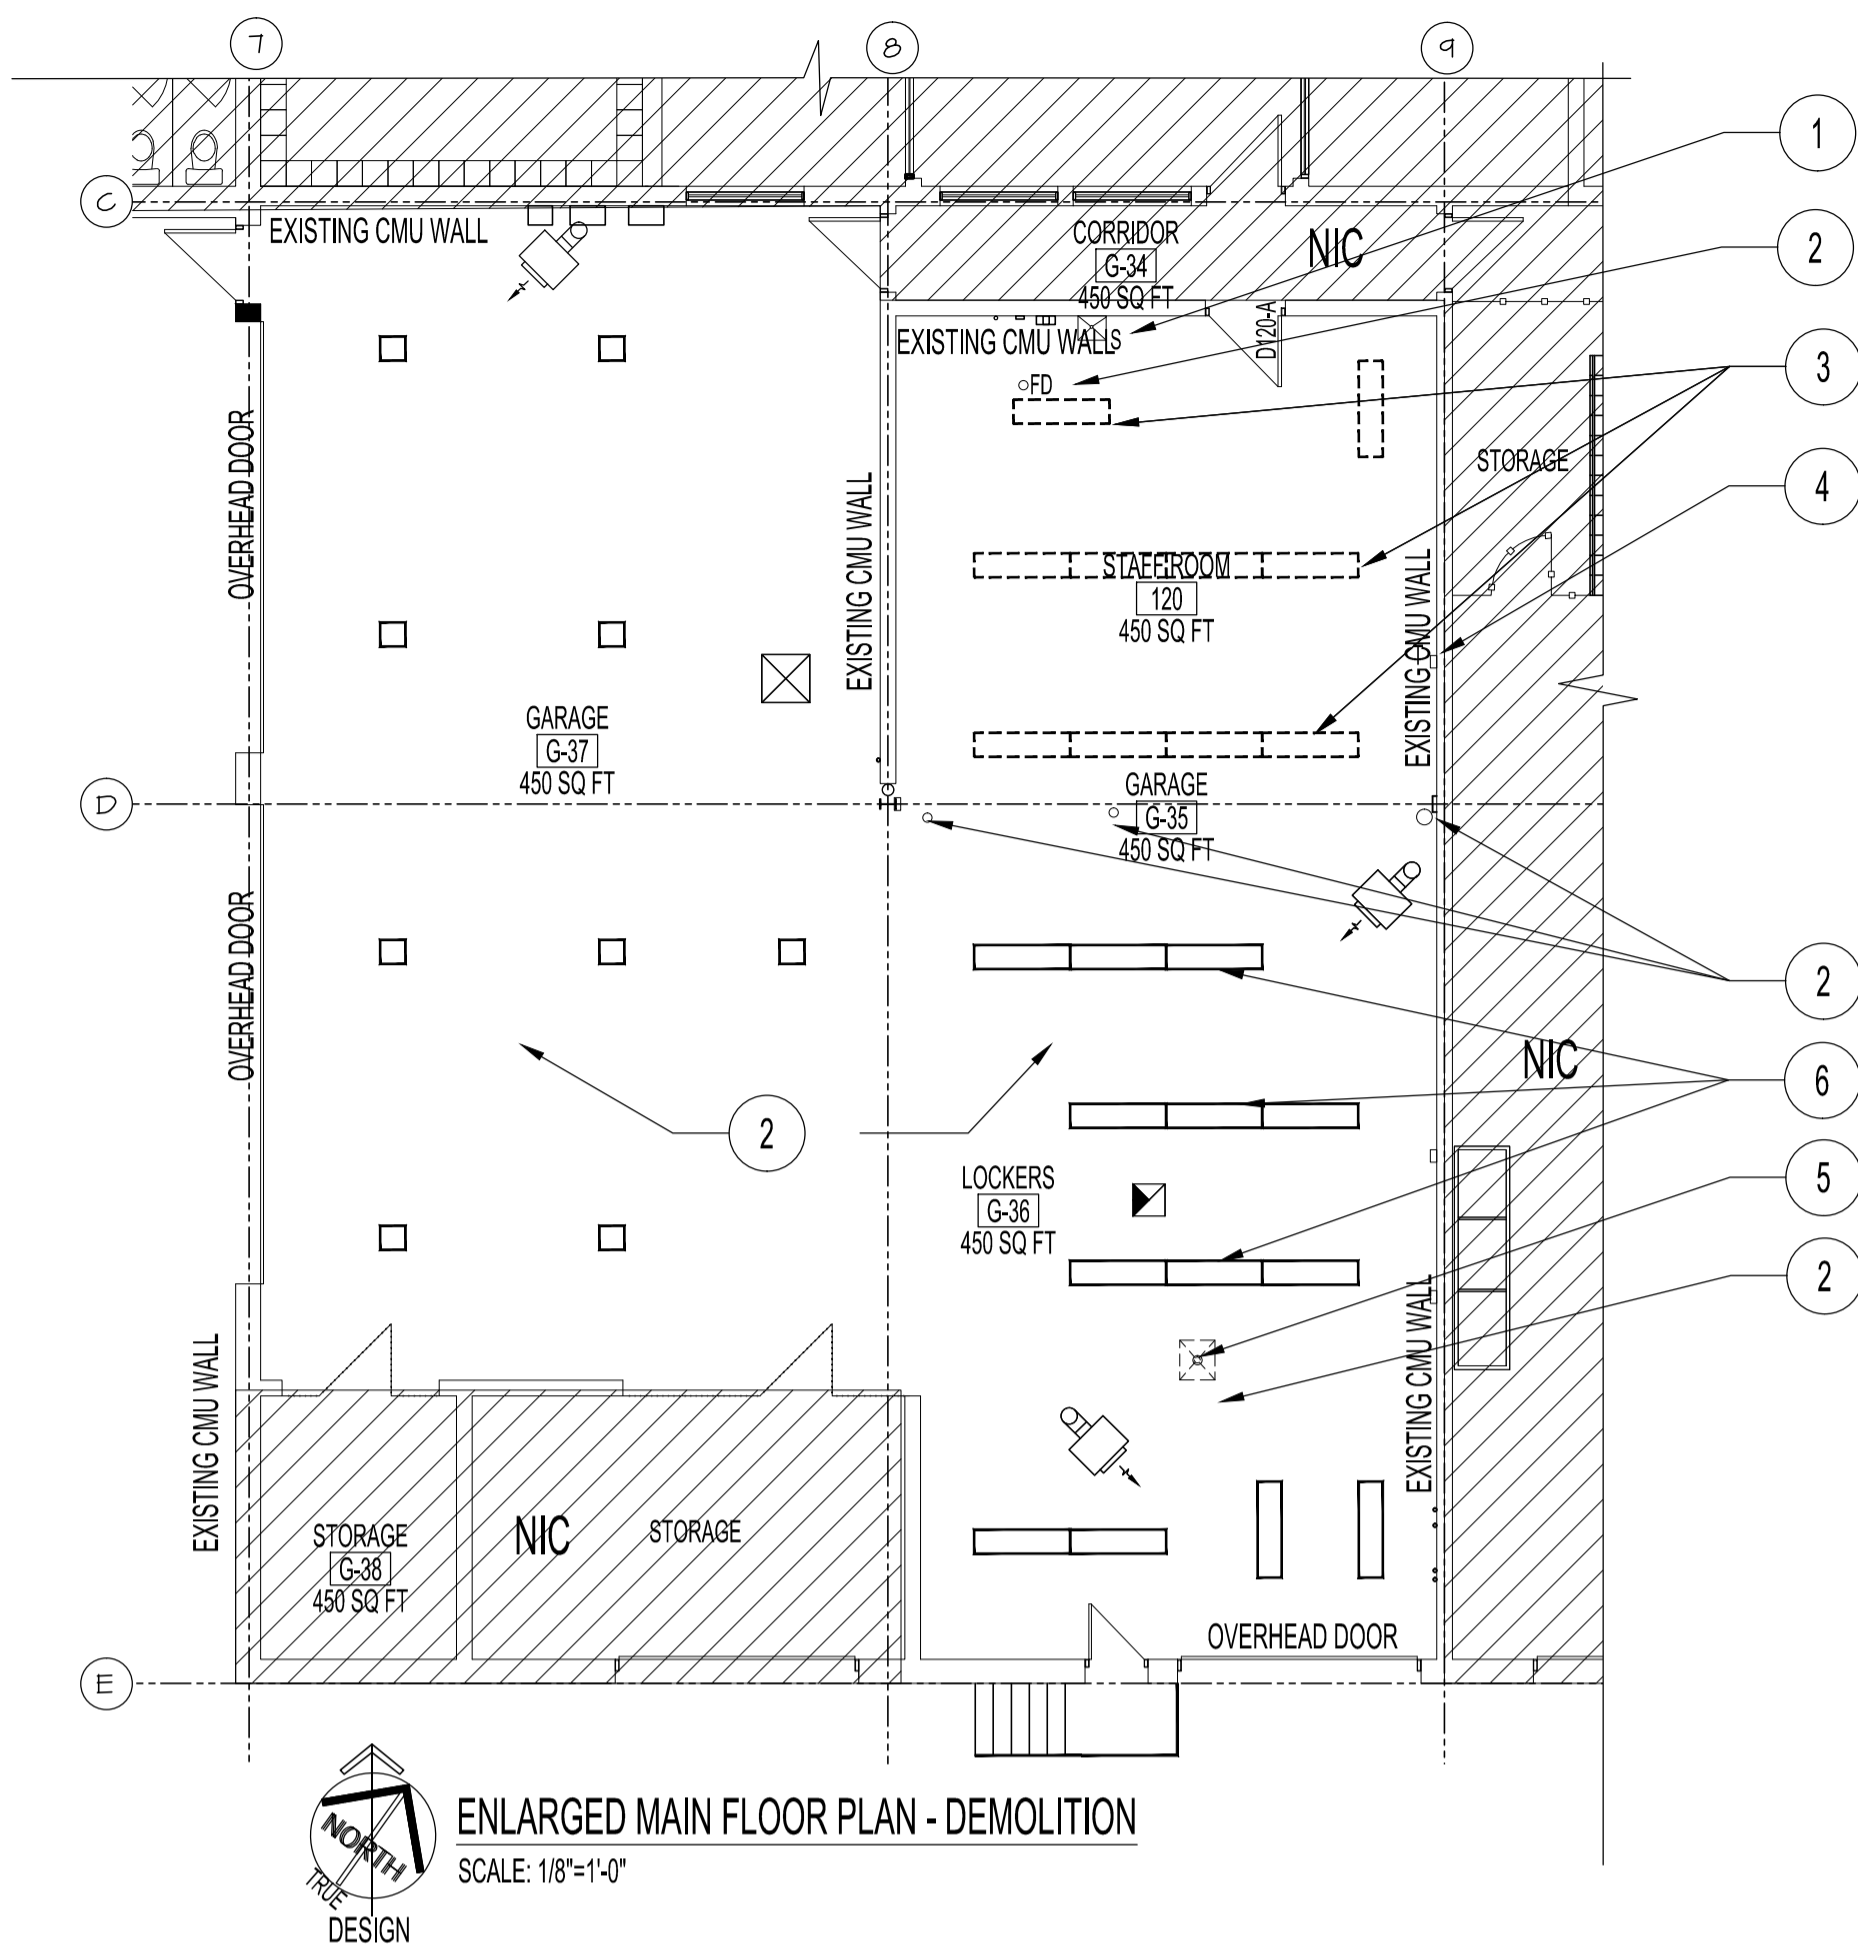 7
8
9
1
C
EXISTING CMU WALL
CORRIDOR
G-34
450 SQ FT
NIC
2
EXISTING CMU WALLS
D120-A
FD
3
OVERHEAD DOOR
STORAGE
EXISTING CMU WALL
4
STAFF ROOM
120
450 SQ FT
EXISTING CMU WALL
GARAGE
G-37
450 SQ FT
D
GARAGE
G-35
450 SQ FT
OVERHEAD DOOR
2
NIC
6
2
LOCKERS
G-36
450 SQ FT
5
2
EXISTING CMU WALL
EXISTING CMU WALL
STORAGE
G-38
450 SQ FT
NIC
STORAGE
OVERHEAD DOOR
E
NORTH
TRUE
DESIGN
ENLARGED MAIN FLOOR PLAN - DEMOLITION
SCALE: 1/8"=1'-0"